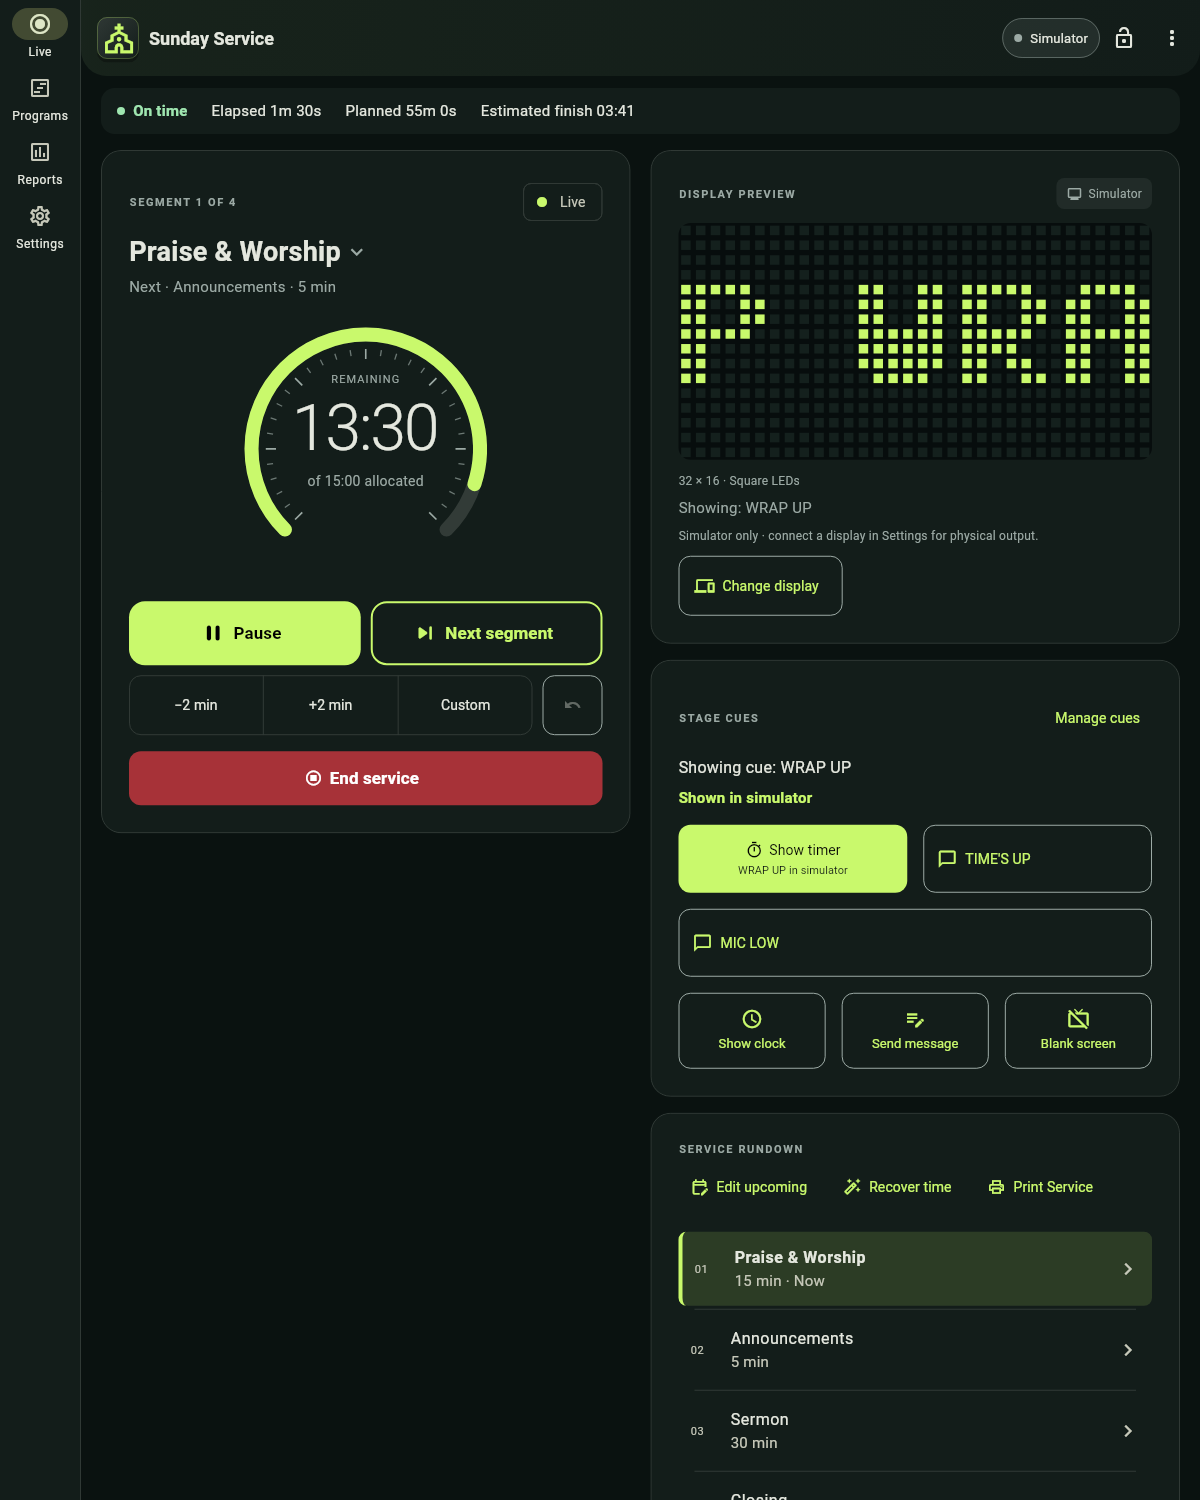 Live
Programs
Reports
Settings
Sunday Service
Simulator
On time Elapsed 1m 30s Planned 55m 0s Estimated finish 03:41
SEGMENT 1 OF 4
Live
Praise & Worship
Next · Announcements · 5 min
REMAINING
13:30
of 15:00 allocated
Pause
Next segment
−2 min
+2 min
Custom
End service
DISPLAY PREVIEW
Simulator
P WRA
32 × 16 · Square LEDs
Showing: WRAP UP
Simulator only · connect a display in Settings for physical output.
Change display
STAGE CUES
Manage cues
Showing cue: WRAP UP
Shown in simulator
Show timer
WRAP UP in simulator
TIME'S UP
MIC LOW
Show clock
Send message
Blank screen
SERVICE RUNDOWN
Edit upcoming
Recover time
Print Service
01
Praise & Worship
15 min · Now
02
Announcements
5 min
03
Sermon
30 min
Closing